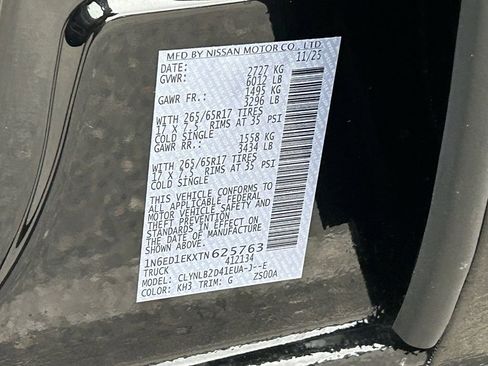 MFD BY NISSAN MOTOR CO., LTD
DATE: 11/25
GVWR: 2727 KG
6012 LB
GAWR FR.: 1495 KG
3296 LB
WITH 265/65R17 TIRES
17 X 7.5 RIMS AT 35 PSI
COLD SINGLE
GAWR RR.: 1558 KG
3434 LB
WITH 265/65R17 TIRES
17 X 7.5 RIMS AT 35 PSI
COLD SINGLE
THIS VEHICLE CONFORMS TO
ALL APPLICABLE FEDERAL
MOTOR VEHICLE SAFETY AND
THEFT PREVENTION
STANDARDS IN EFFECT ON
THE DATE OF MANUFACTURE
SHOWN ABOVE.
1N6ED1EKXTN625763
TRUCK 412134
MODEL: CLYNLB2D41EUA-J--E
COLOR: KH3 TRIM: G ZS00A